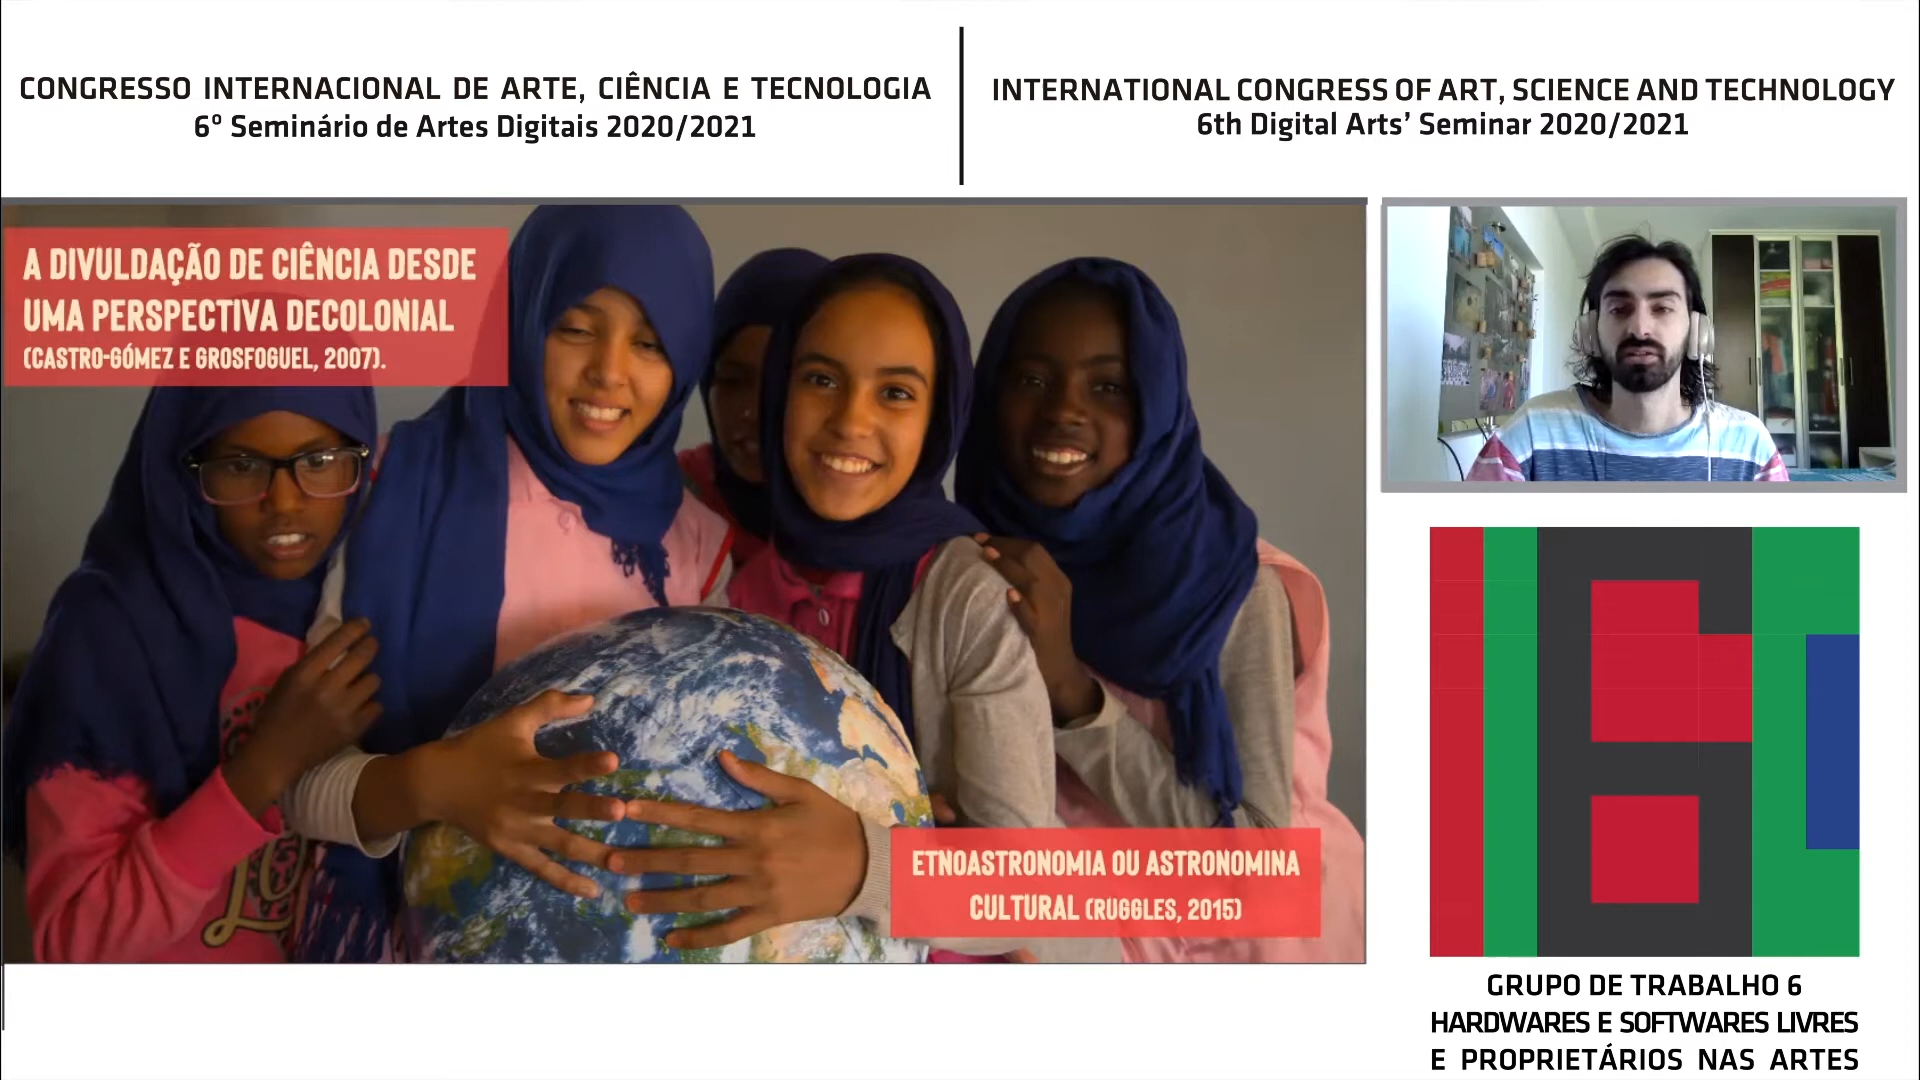 CONGRESSO INTERNACIONAL DE ARTE, CIÊNCIA E TECNOLOGIA
6º Seminário de Artes Digitais 2020/2021
INTERNATIONAL CONGRESS OF ART, SCIENCE AND TECHNOLOGY
6th Digital Arts’ Seminar 2020/2021
A DIVULDAÇÃO DE CIÊNCIA DESDE
UMA PERSPECTIVA DECOLONIAL
(CASTRO-GÓMEZ E GROSFOGUEL, 2007).
ETNOASTRONOMIA OU ASTRONOMINA
CULTURAL (RUGGLES, 2015)
GRUPO DE TRABALHO 6
HARDWARES E SOFTWARES LIVRES
E PROPRIETÁRIOS NAS ARTES